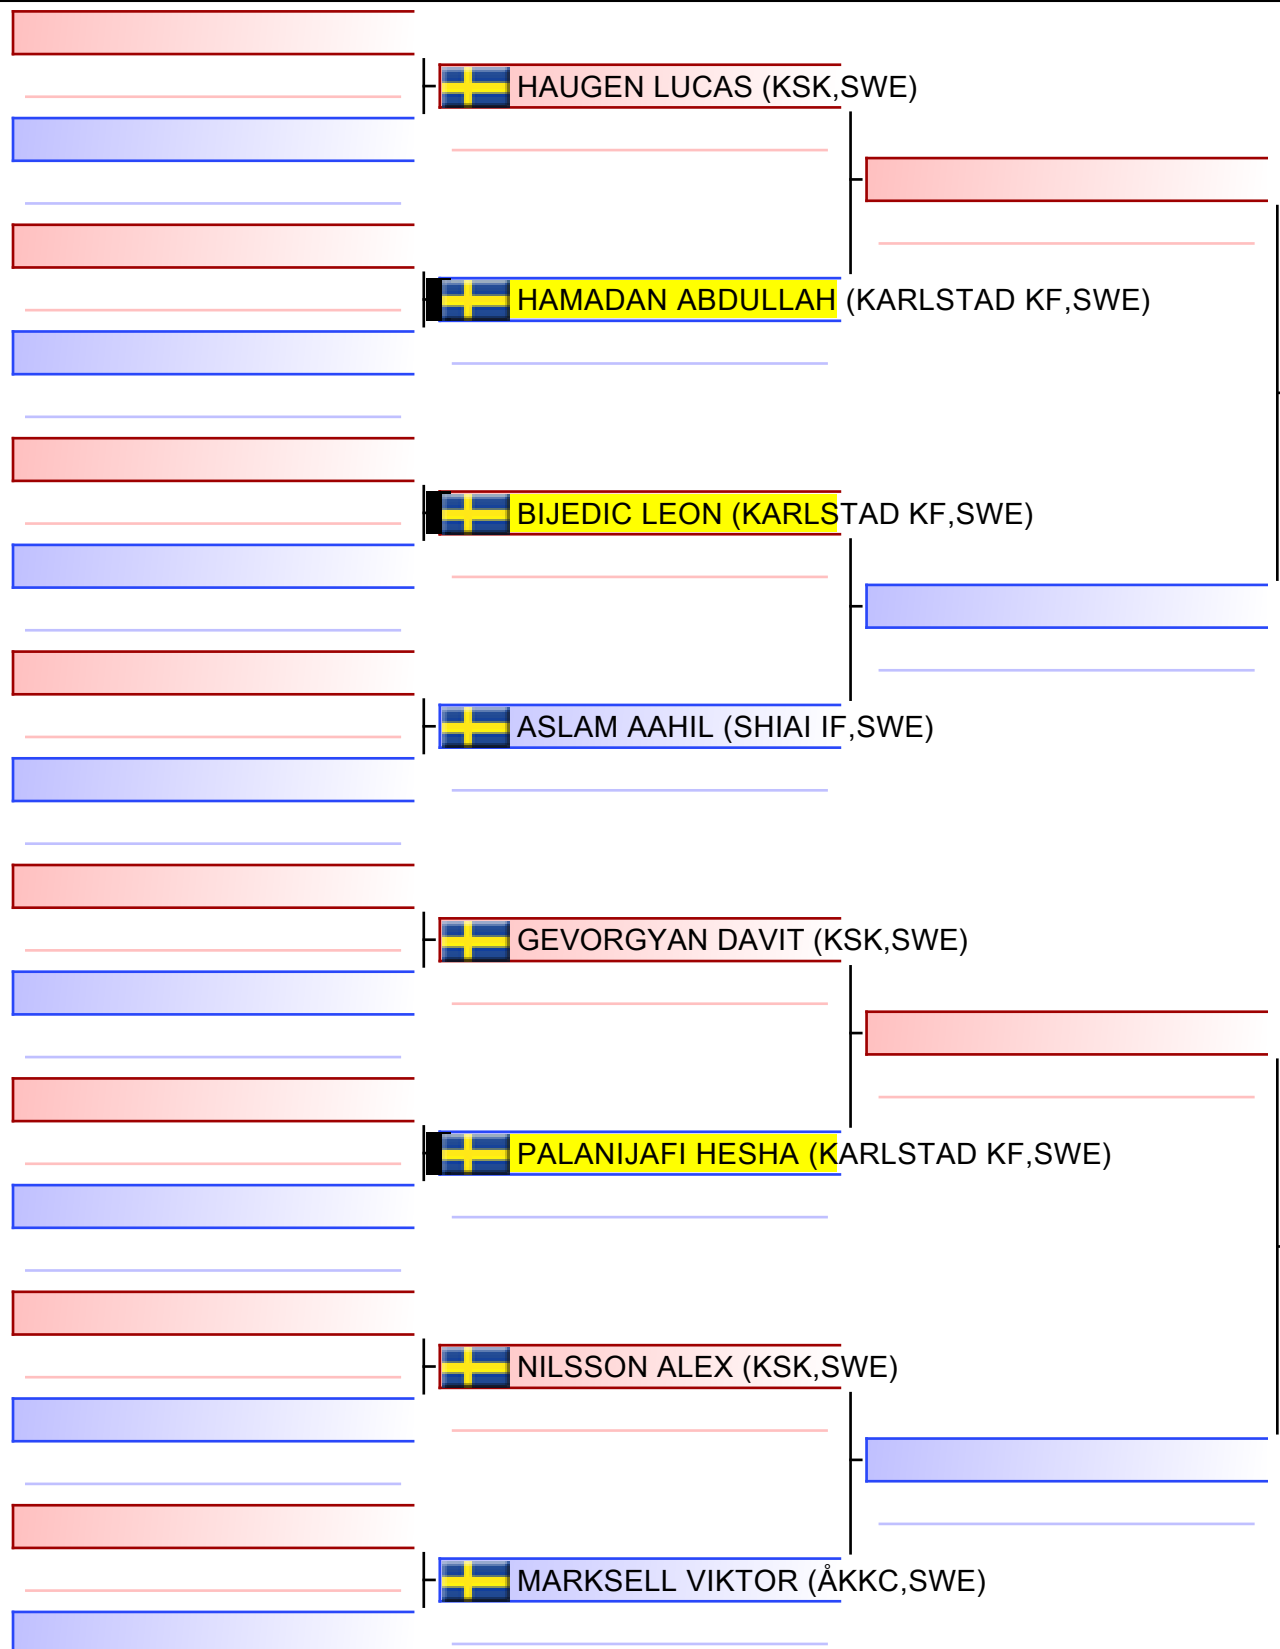 HAUGEN LUCAS (KSK,SWE)
HAMADAN ABDULLAH (KARLSTAD KF,SWE)
BIJEDIC LEON (KARLSTAD KF,SWE)
ASLAM AAHIL (SHIAI IF,SWE)
GEVORGYAN DAVIT (KSK,SWE)
PALANIJAFI HESHA (KARLSTAD KF,SWE)
NILSSON ALEX (KSK,SWE)
MARKSELL VIKTOR (ÅKKC,SWE)